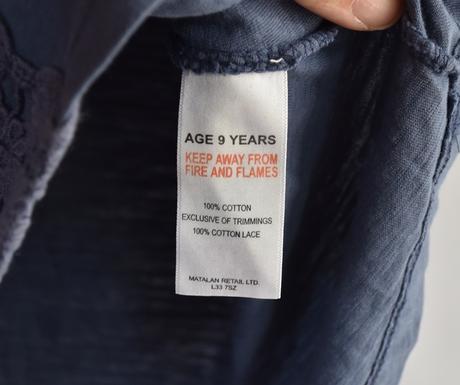 AGE 9 YEARS
KEEP AWAY FROM
FIRE AND FLAMES
100% COTTON
EXCLUSIVE OF TRIMMINGS
100% COTTON LACE
MATALAN RETAIL LTD.
L33 7SZ